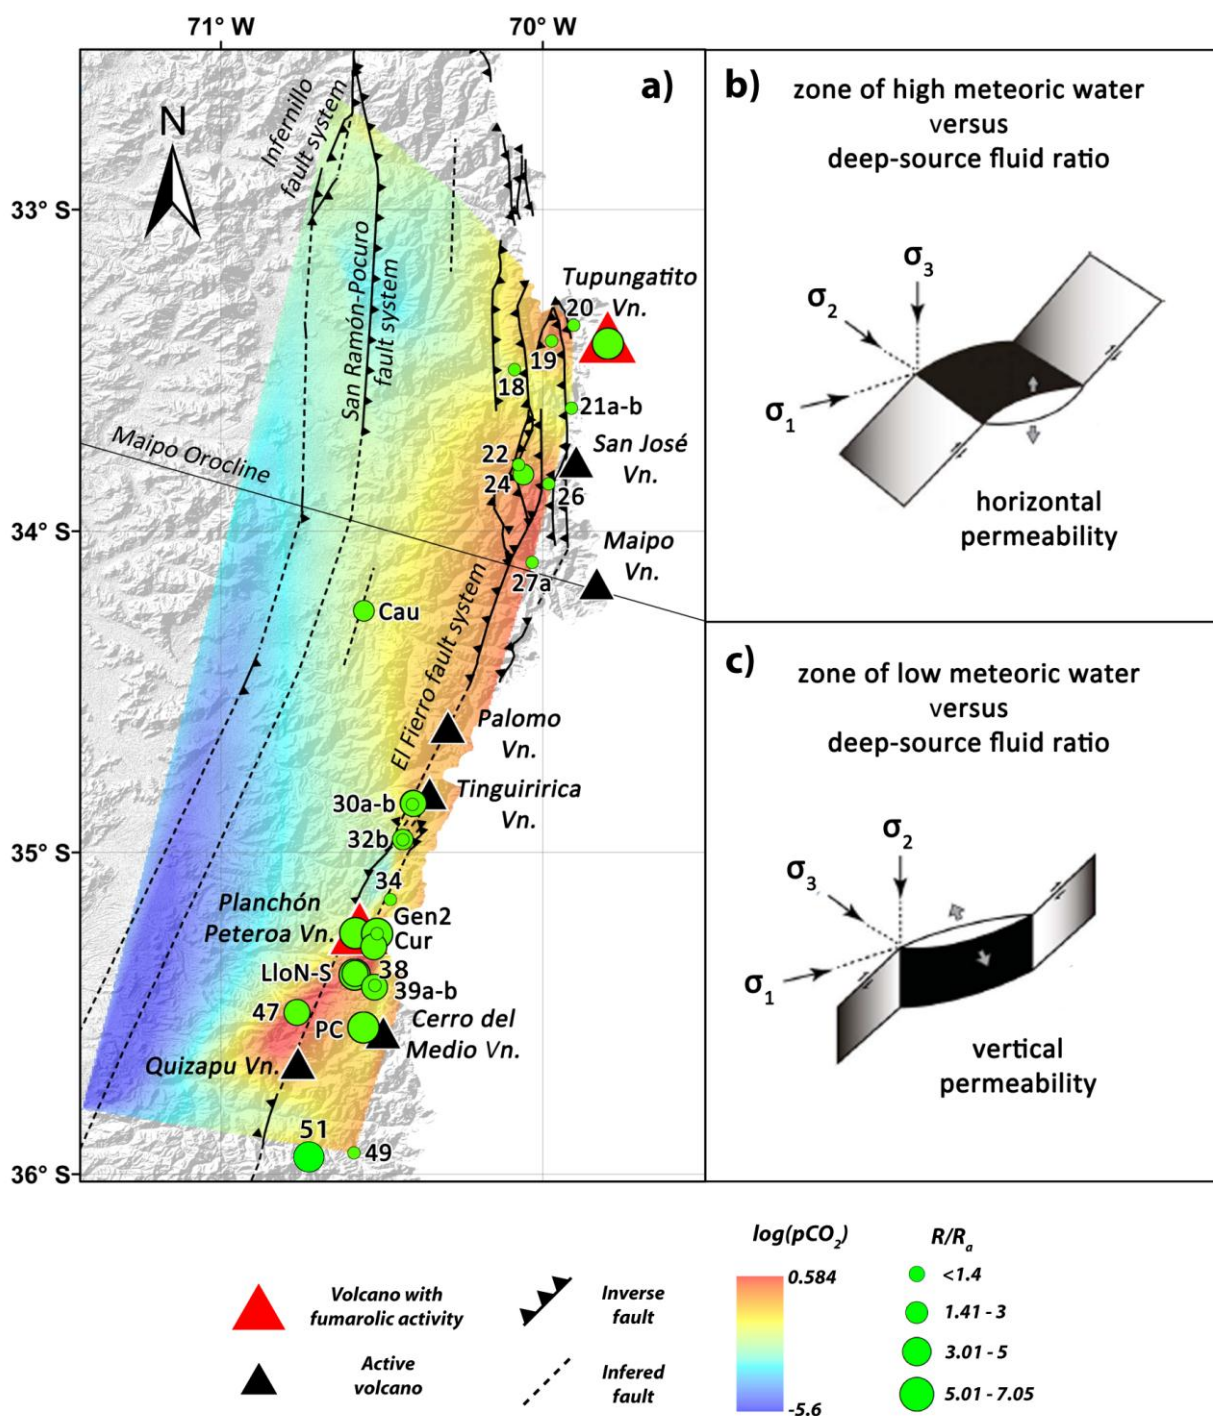 71° W
70° W
a)
N
Infernillo
fault system
33° S
San Ramón-Pocuro
fault system
Tupungatito
Vn.
20
19
18
21a-b
Maipo Orocline
San José
Vn.
22
24
26
34° S
Maipo
Vn.
27a
Cau
El Fierro fault system
Palomo
Vn.
Tinguiririca
Vn.
30a-b
32b
35° S
34
Planchón
Peteroa Vn.
Gen2
Cur
LloN-S
38
39a-b
47
PC
Cerro del
Medio Vn.
Quizapu Vn.
51
49
36° S
b)
zone of high meteoric water
versus
deep-source fluid ratio
σ3
σ2
σ1
horizontal
permeability
c)
zone of low meteoric water
versus
deep-source fluid ratio
σ2
σ3
σ1
vertical
permeability
Volcano with
fumarolic activity
Active
volcano
Inverse
fault
Infered
fault
log(pCO2)
0.584
-5.6
R/Ra
<1.4
1.41 - 3
3.01 - 5
5.01 - 7.05